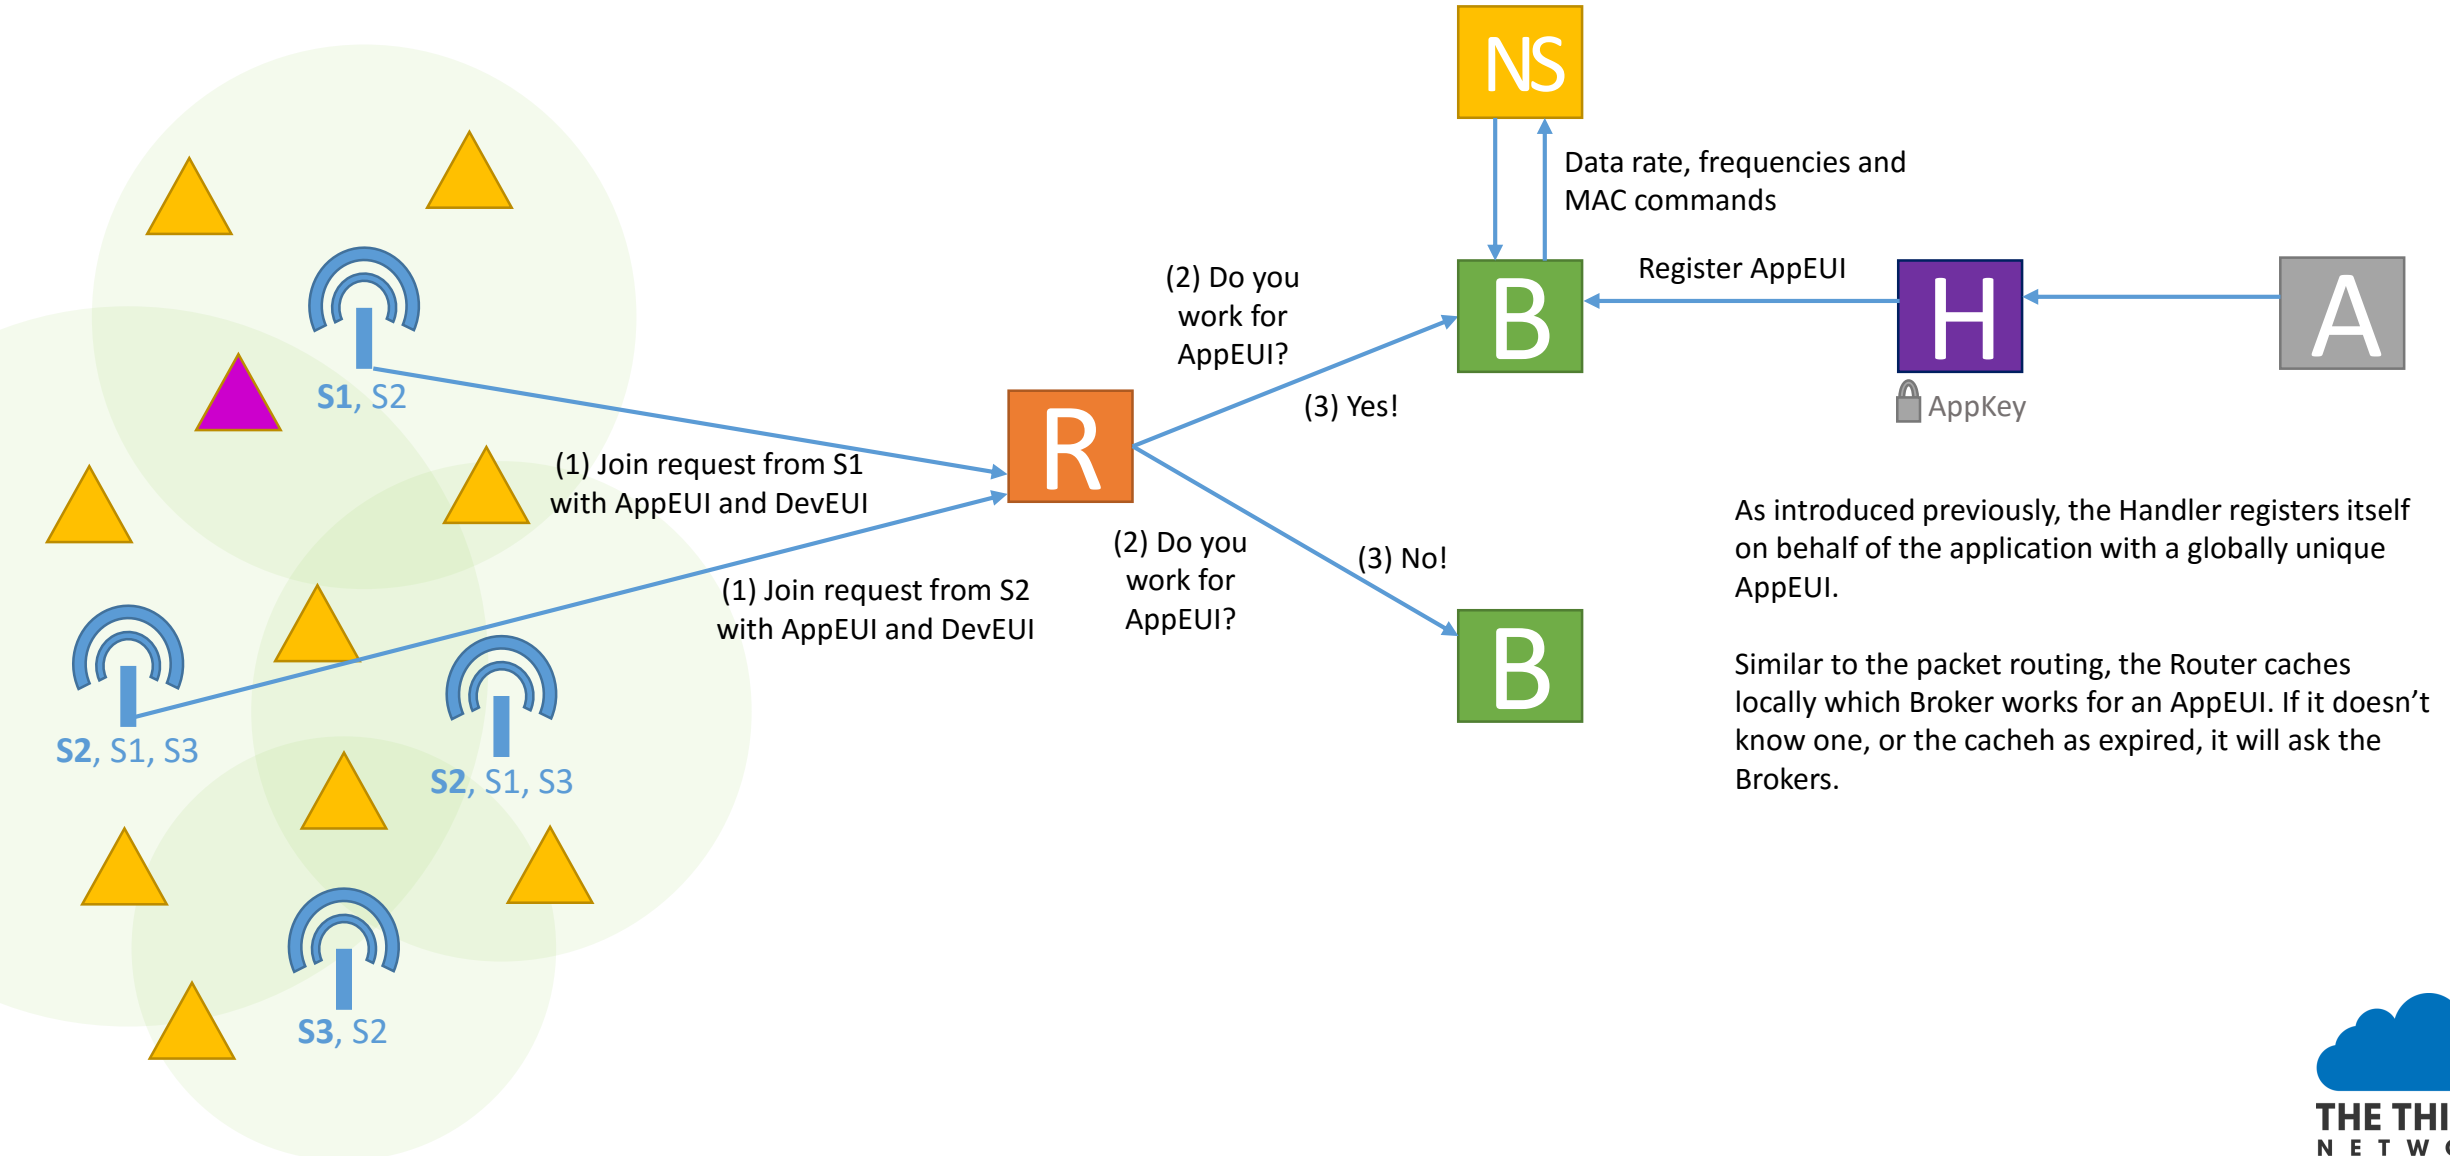 NS
Data rate, frequencies and
MAC commands
(2) Do you
work for
AppEUI?
B
Register AppEUI
H
A
S1, S2
(3) Yes!
AppKey
R
(1) Join request from S1
with AppEUI and DevEUI
(2) Do you
work for
AppEUI?
(3) No!
(1) Join request from S2
with AppEUI and DevEUI
B
As introduced previously, the Handler registers itself
on behalf of the application with a globally unique
AppEUI.
Similar to the packet routing, the Router caches
locally which Broker works for an AppEUI. If it doesn’t
know one, or the cacheh as expired, it will ask the
Brokers.
S2, S1, S3
S2, S1, S3
S3, S2
THE THI
NETW